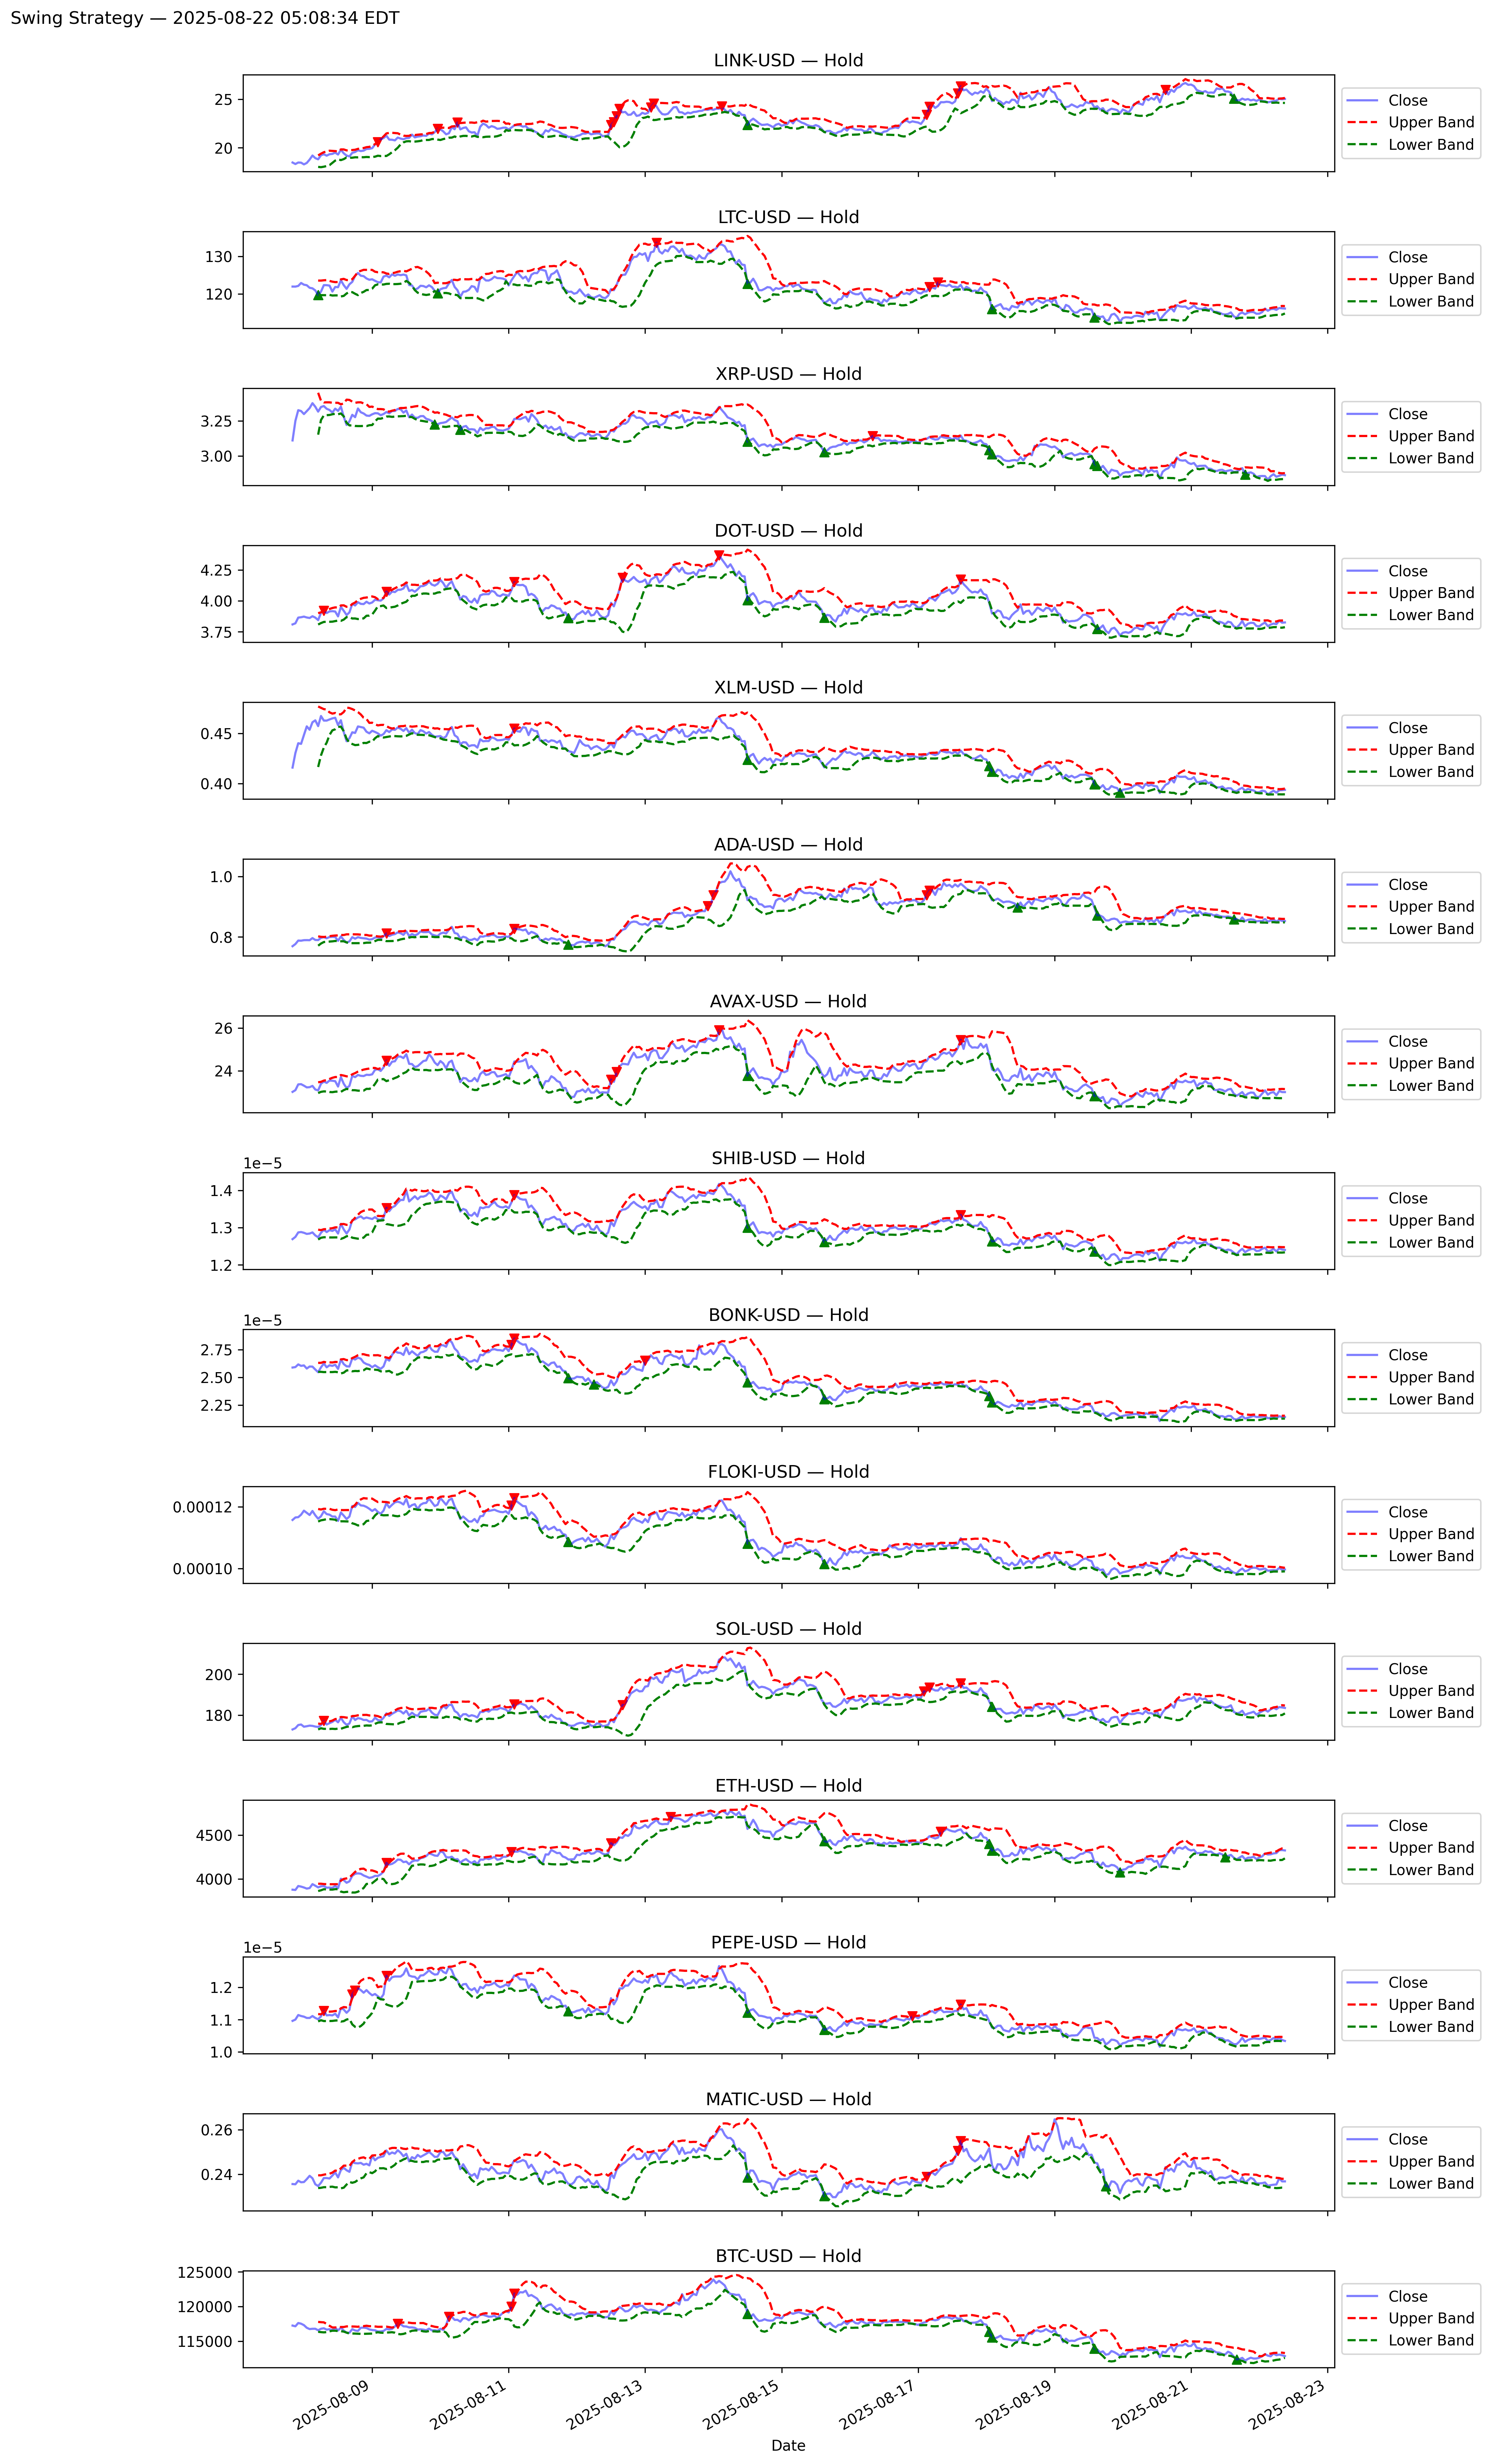 Swing Strategy — 2025-08-22 05:08:34 EDT
LINK-USD — Hold
25
20
Close
Upper Band
Lower Band
LTC-USD — Hold
130
120
Close
Upper Band
Lower Band
XRP-USD — Hold
3.25
3.00
Close
Upper Band
Lower Band
DOT-USD — Hold
4.25
4.00
3.75
Close
Upper Band
Lower Band
XLM-USD — Hold
0.45
0.40
Close
Upper Band
Lower Band
ADA-USD — Hold
1.0
0.8
Close
Upper Band
Lower Band
AVAX-USD — Hold
26
24
Close
Upper Band
Lower Band
SHIB-USD — Hold
1e−5
1.4
1.3
1.2
Close
Upper Band
Lower Band
BONK-USD — Hold
1e−5
2.75
2.50
2.25
Close
Upper Band
Lower Band
FLOKI-USD — Hold
0.00012
0.00010
Close
Upper Band
Lower Band
SOL-USD — Hold
200
180
Close
Upper Band
Lower Band
ETH-USD — Hold
4500
4000
Close
Upper Band
Lower Band
PEPE-USD — Hold
1e−5
1.2
1.1
1.0
Close
Upper Band
Lower Band
MATIC-USD — Hold
0.26
0.24
Close
Upper Band
Lower Band
BTC-USD — Hold
125000
120000
115000
Close
Upper Band
Lower Band
2025-08-09
2025-08-11
2025-08-13
2025-08-15
2025-08-17
2025-08-19
2025-08-21
2025-08-23
Date